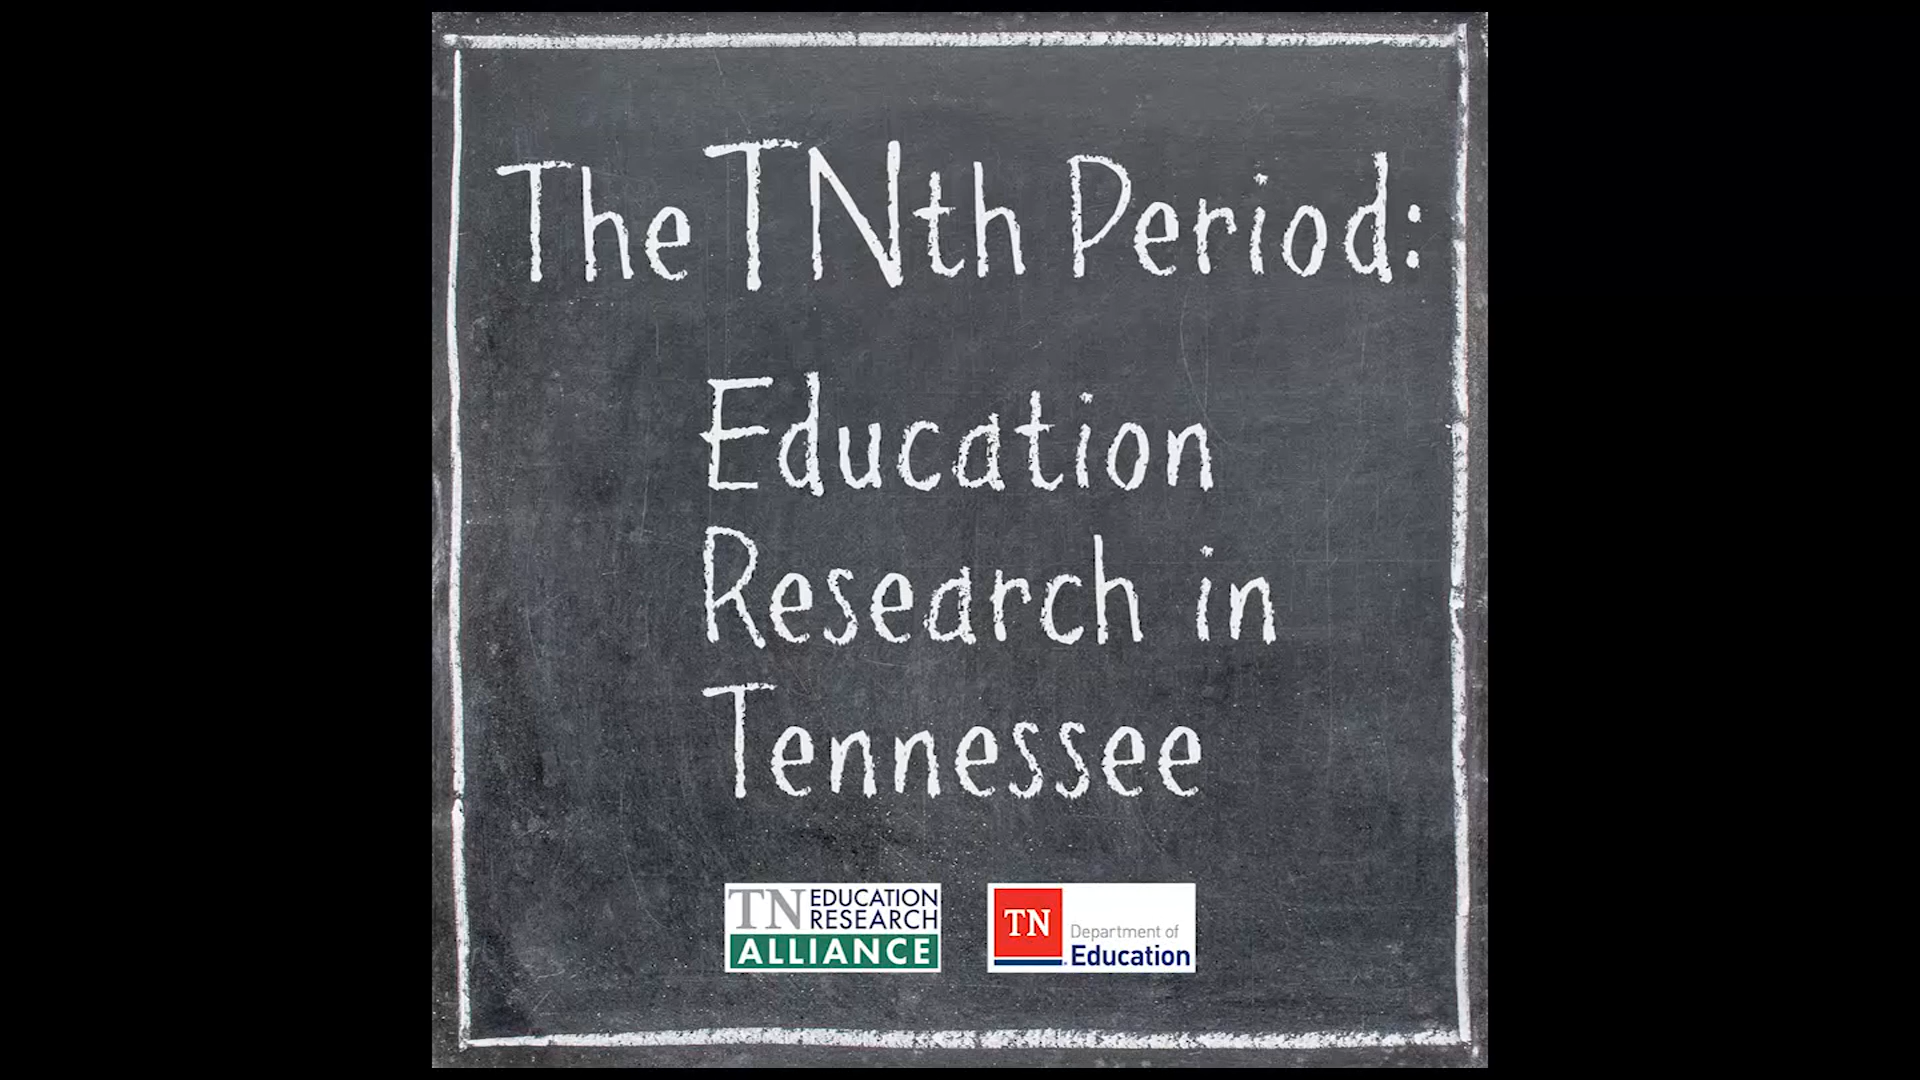 The TNth Period:
Education
Research in
Tennessee
TN EDUCATION
RESEARCH
ALLIANCE
TN Department of
Education